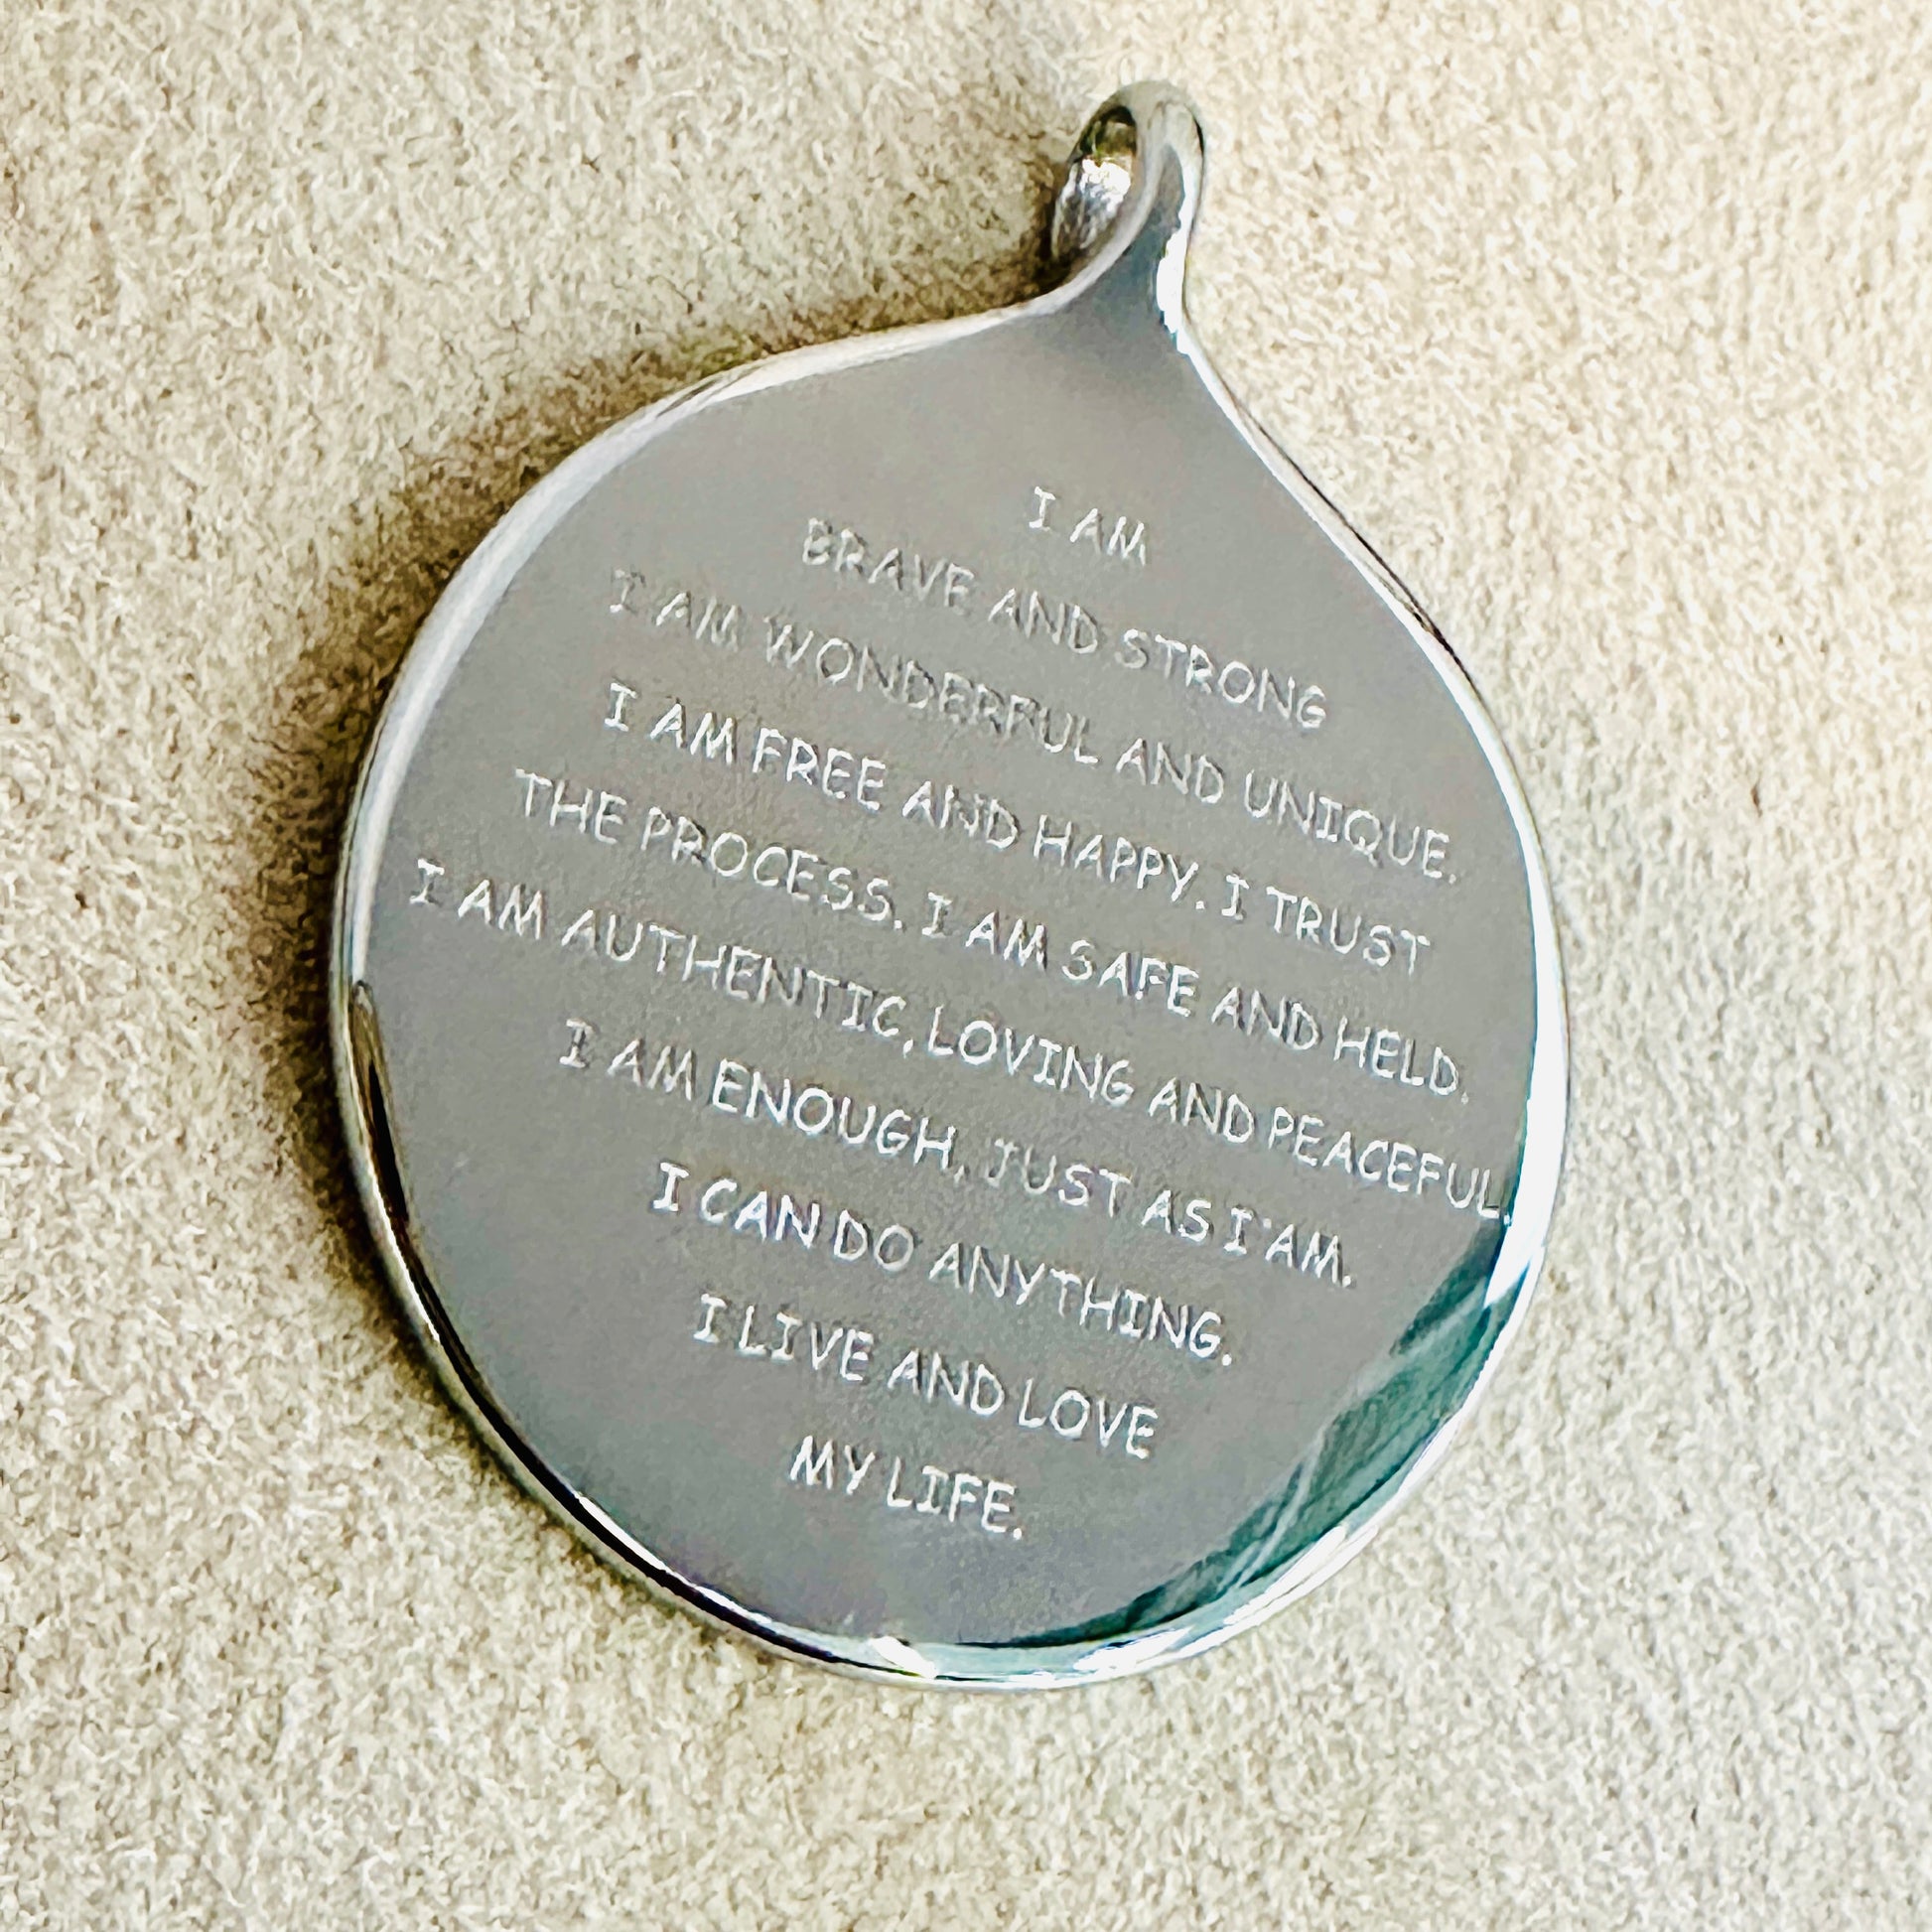 I AM
BRAVE AND STRONG
I AM WONDERFUL AND UNIQUE.
I AM FREE AND HAPPY. I TRUST
THE PROCESS. I AM SAFE AND HELD.
I AM AUTHENTIC, LOVING AND PEACEFUL.
I AM ENOUGH, JUST AS I AM.
I CAN DO ANYTHING.
I LIVE AND LOVE
MY LIFE.